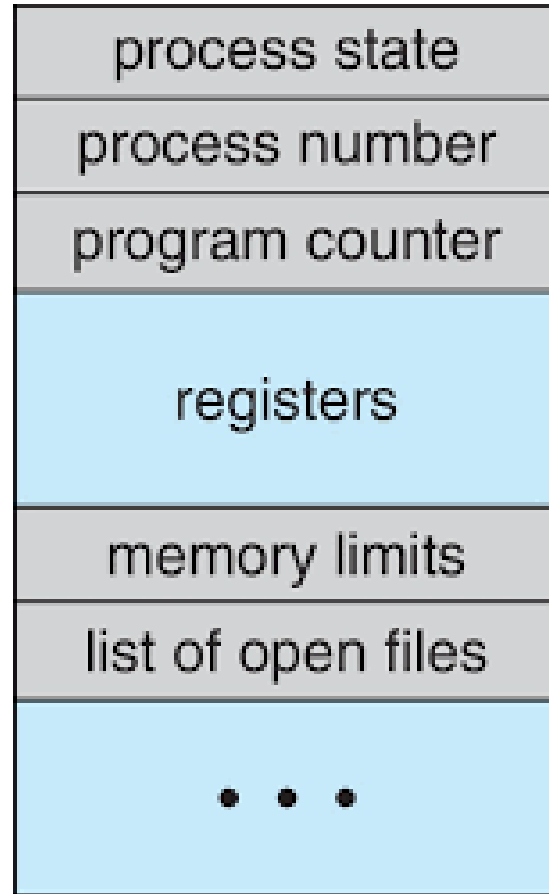 process state
process number
program counter
registers
memory limits
list of open files
• • •